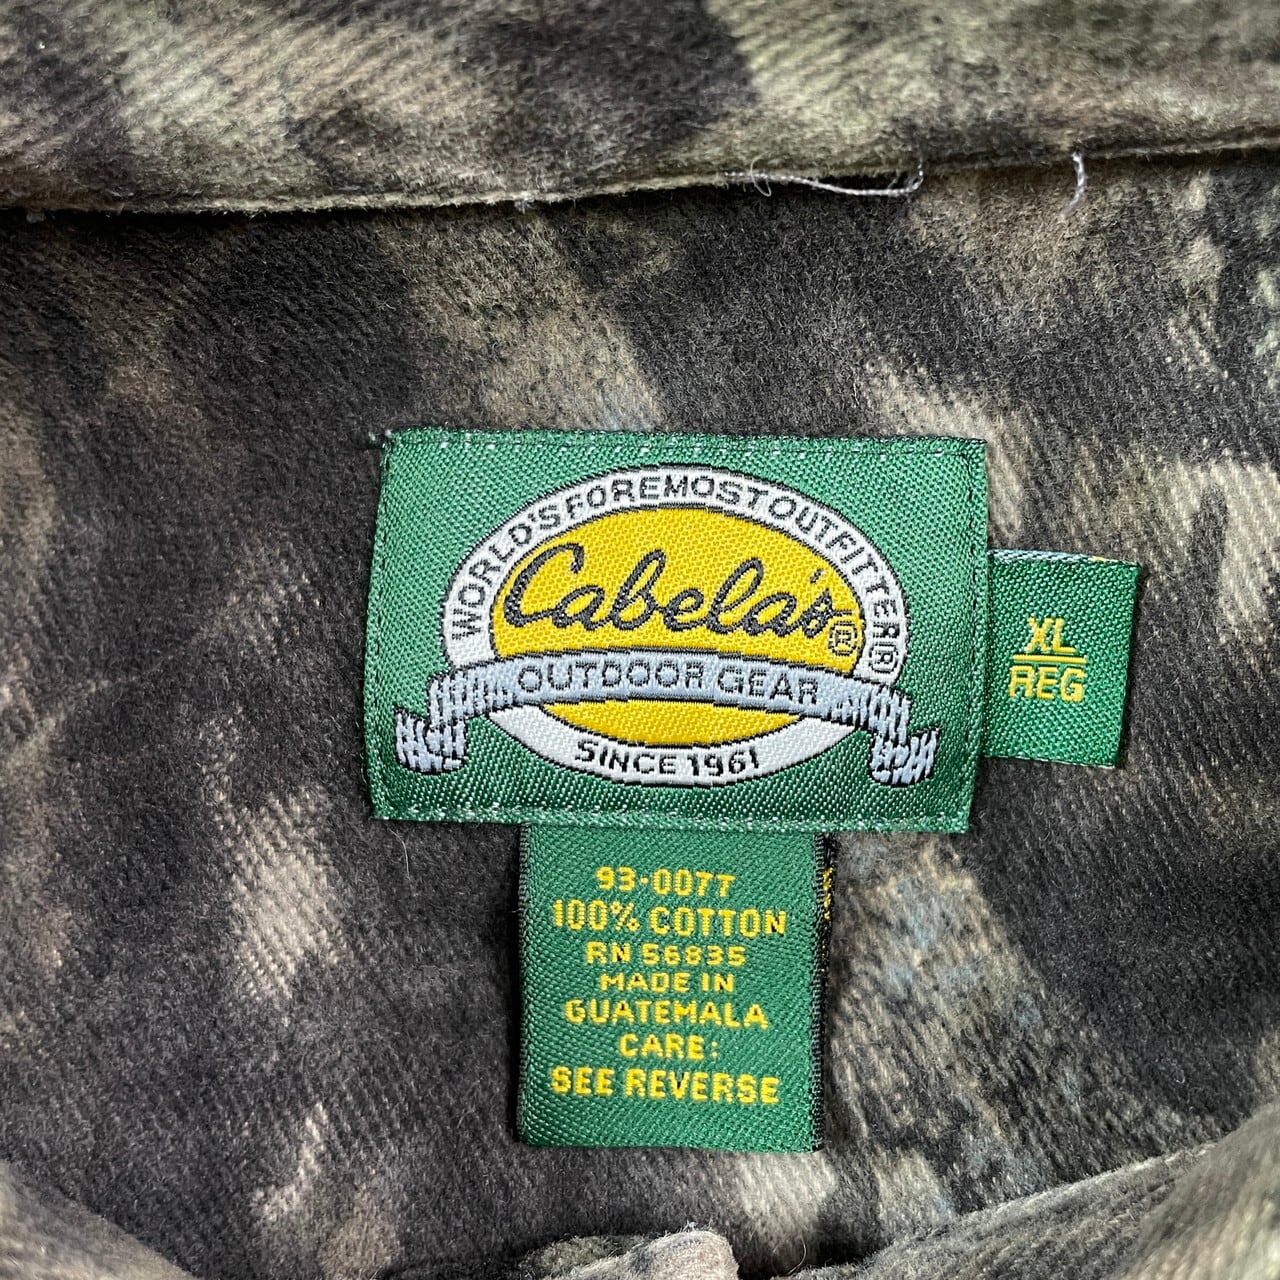 WORLD'S FOREMOST OUTFITTER®
Cabela's®
OUTDOOR GEAR
SINCE 1961
XL
REG
93-0077
100% COTTON
RN 56835
MADE IN
GUATEMALA
CARE:
SEE REVERSE